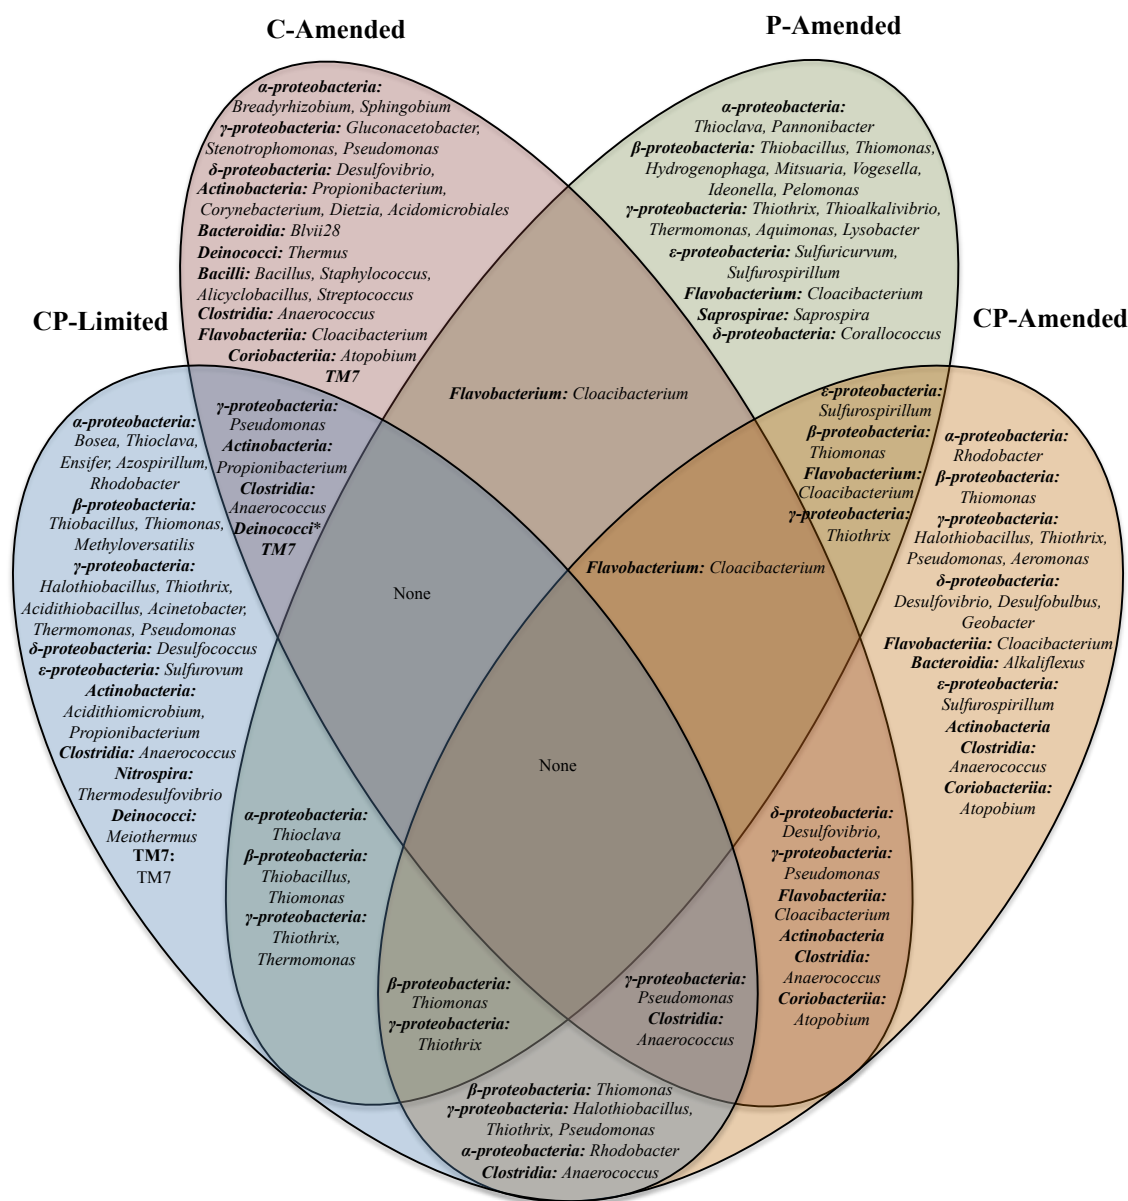 C-Amended
P-Amended
CP-Limited
CP-Amended
α-proteobacteria:
Breadyrhizobium, Sphingobium
γ-proteobacteria: Gluconacetobacter,
Stenotrophomonas, Pseudomonas
δ-proteobacteria: Desulfovibrio,
Actinobacteria: Propionibacterium,
Corynebacterium, Dietzia, Acidomicrobiales
Bacteroidia: Blvii28
Deinococci: Thermus
Bacilli: Bacillus, Staphylococcus,
Alicyclobacillus, Streptococcus
Clostridia: Anaerococcus
Flavobacteriia: Cloacibacterium
Coriobacteriia: Atopobium
TM7
α-proteobacteria:
Thioclava, Pannonibacter
β-proteobacteria: Thiobacillus, Thiomonas,
Hydrogenophaga, Mitsuaria, Vogesella,
Ideonella, Pelomonas
γ-proteobacteria: Thiothrix, Thioalkalivibrio,
Thermomonas, Aquimonas, Lysobacter
ε-proteobacteria: Sulfuricurvum,
Sulfurospirillum
Flavobacterium: Cloacibacterium
Saprospirae: Saprospira
δ-proteobacteria: Corallococcus
α-proteobacteria:
Bosea, Thioclava,
Ensifer, Azospirillum,
Rhodobacter
β-proteobacteria:
Thiobacillus, Thiomonas,
Methyloversatilis
γ-proteobacteria:
Halothiobacillus, Thiothrix,
Acidithiobacillus, Acinetobacter,
Thermomonas, Pseudomonas
δ-proteobacteria: Desulfococcus
ε-proteobacteria: Sulfurovum
Actinobacteria:
Acidithiomicrobium,
Propionibacterium
Clostridia: Anaerococcus
Nitrospira:
Thermodesulfovibrio
Deinococci:
Meiothermus
TM7:
TM7
γ-proteobacteria:
Pseudomonas
Actinobacteria:
Propionibacterium
Clostridia:
Anaerococcus
Deinococci*
TM7
Flavobacterium: Cloacibacterium
ε-proteobacteria:
Sulfurospirillum
β-proteobacteria:
Thiomonas
Flavobacterium:
Cloacibacterium
γ-proteobacteria:
Thiothrix
α-proteobacteria:
Rhodobacter
β-proteobacteria:
Thiomonas
γ-proteobacteria:
Halothiobacillus, Thiothrix,
Pseudomonas, Aeromonas
δ-proteobacteria:
Desulfovibrio, Desulfobulbus,
Geobacter
Flavobacteriia: Cloacibacterium
Bacteroidia: Alkaliflexus
ε-proteobacteria:
Sulfurospirillum
Actinobacteria
Clostridia:
Anaerococcus
Coriobacteriia:
Atopobium
None
Flavobacterium: Cloacibacterium
None
α-proteobacteria:
Thioclava
β-proteobacteria:
Thiobacillus,
Thiomonas
γ-proteobacteria:
Thiothrix,
Thermomonas
δ-proteobacteria:
Desulfovibrio,
γ-proteobacteria:
Pseudomonas
Flavobacteriia:
Cloacibacterium
Actinobacteria
Clostridia:
Anaerococcus
Coriobacteriia:
Atopobium
β-proteobacteria:
Thiomonas
γ-proteobacteria:
Thiothrix
γ-proteobacteria:
Pseudomonas
Clostridia:
Anaerococcus
β-proteobacteria: Thiomonas
γ-proteobacteria: Halothiobacillus,
Thiothrix, Pseudomonas
α-proteobacteria: Rhodobacter
Clostridia: Anaerococcus